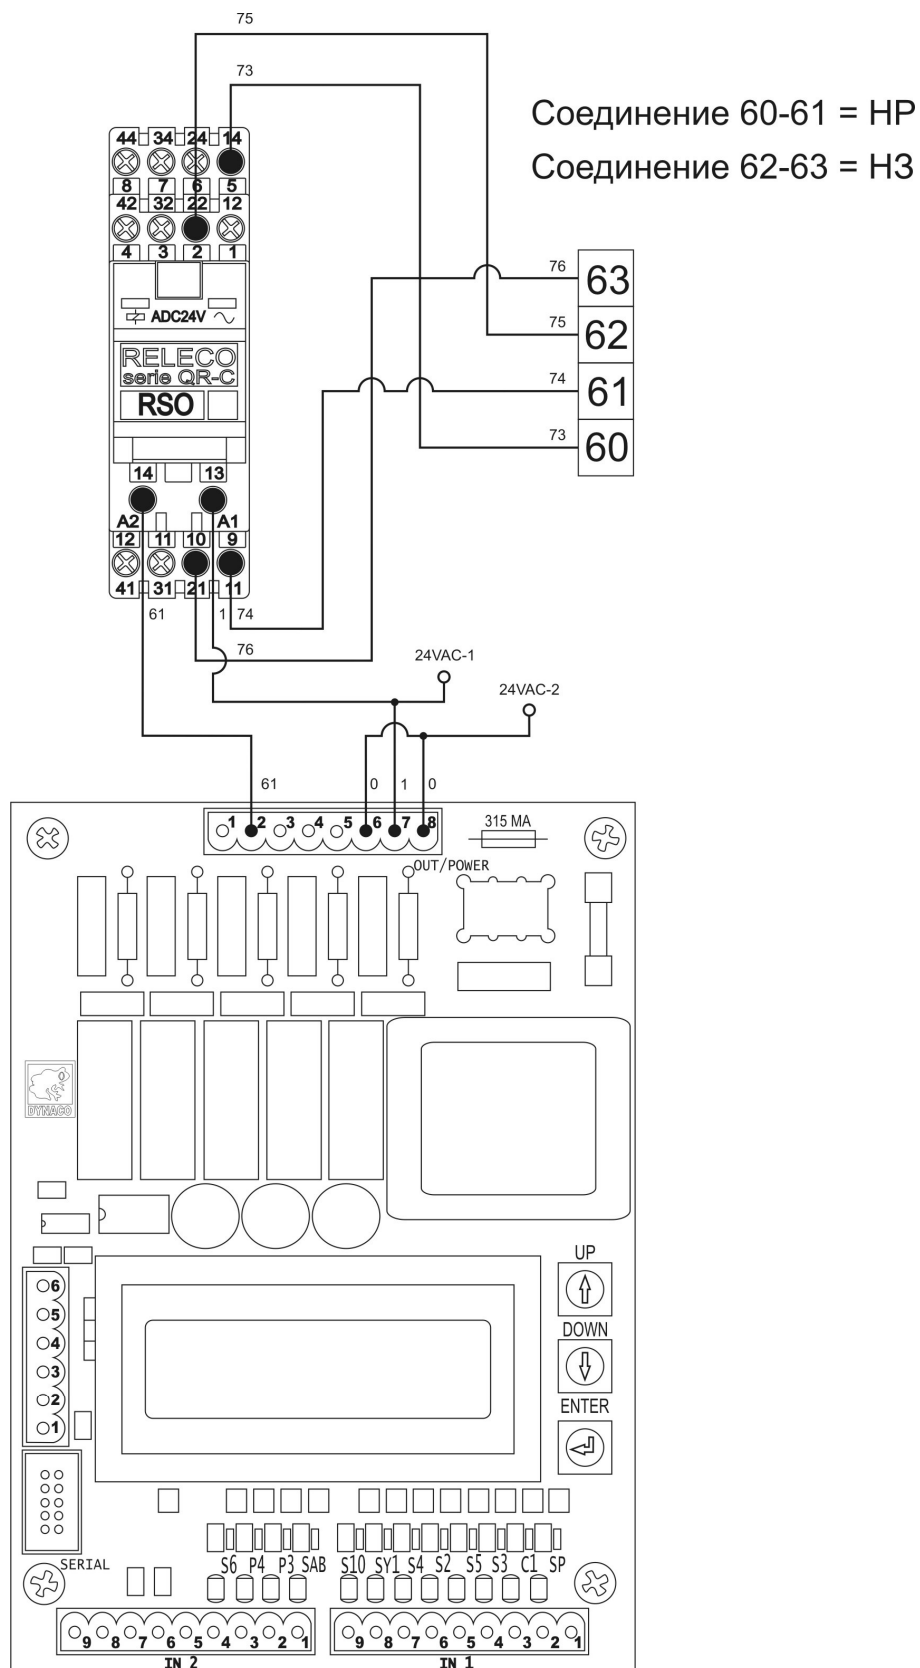 75
73
Соединение 60-61 = НР
Соединение 62-63 = НЗ
44 34 24 14
8 7 6 5
42 32 22 12
4 3 2 1
ADC24V
RELECO
serie QR-C
RSO
76 63
75 62
74 61
73 60
14 13
A2 A1
12 11 10 9
41 31 21 11
61 1 74
76
24VAC-1
24VAC-2
61 0 1 0
1 2 3 4 5 6 7 8
315 MA
OUT/POWER
DYNACO
UP
DOWN
ENTER
6
5
4
3
2
1
SERIAL
S6 P4 P3 SAB S10 SY1 S4 S2 S5 S3 C1 SP
9 8 7 6 5 4 3 2 1
IN 2
9 8 7 6 5 4 3 2 1
IN 1